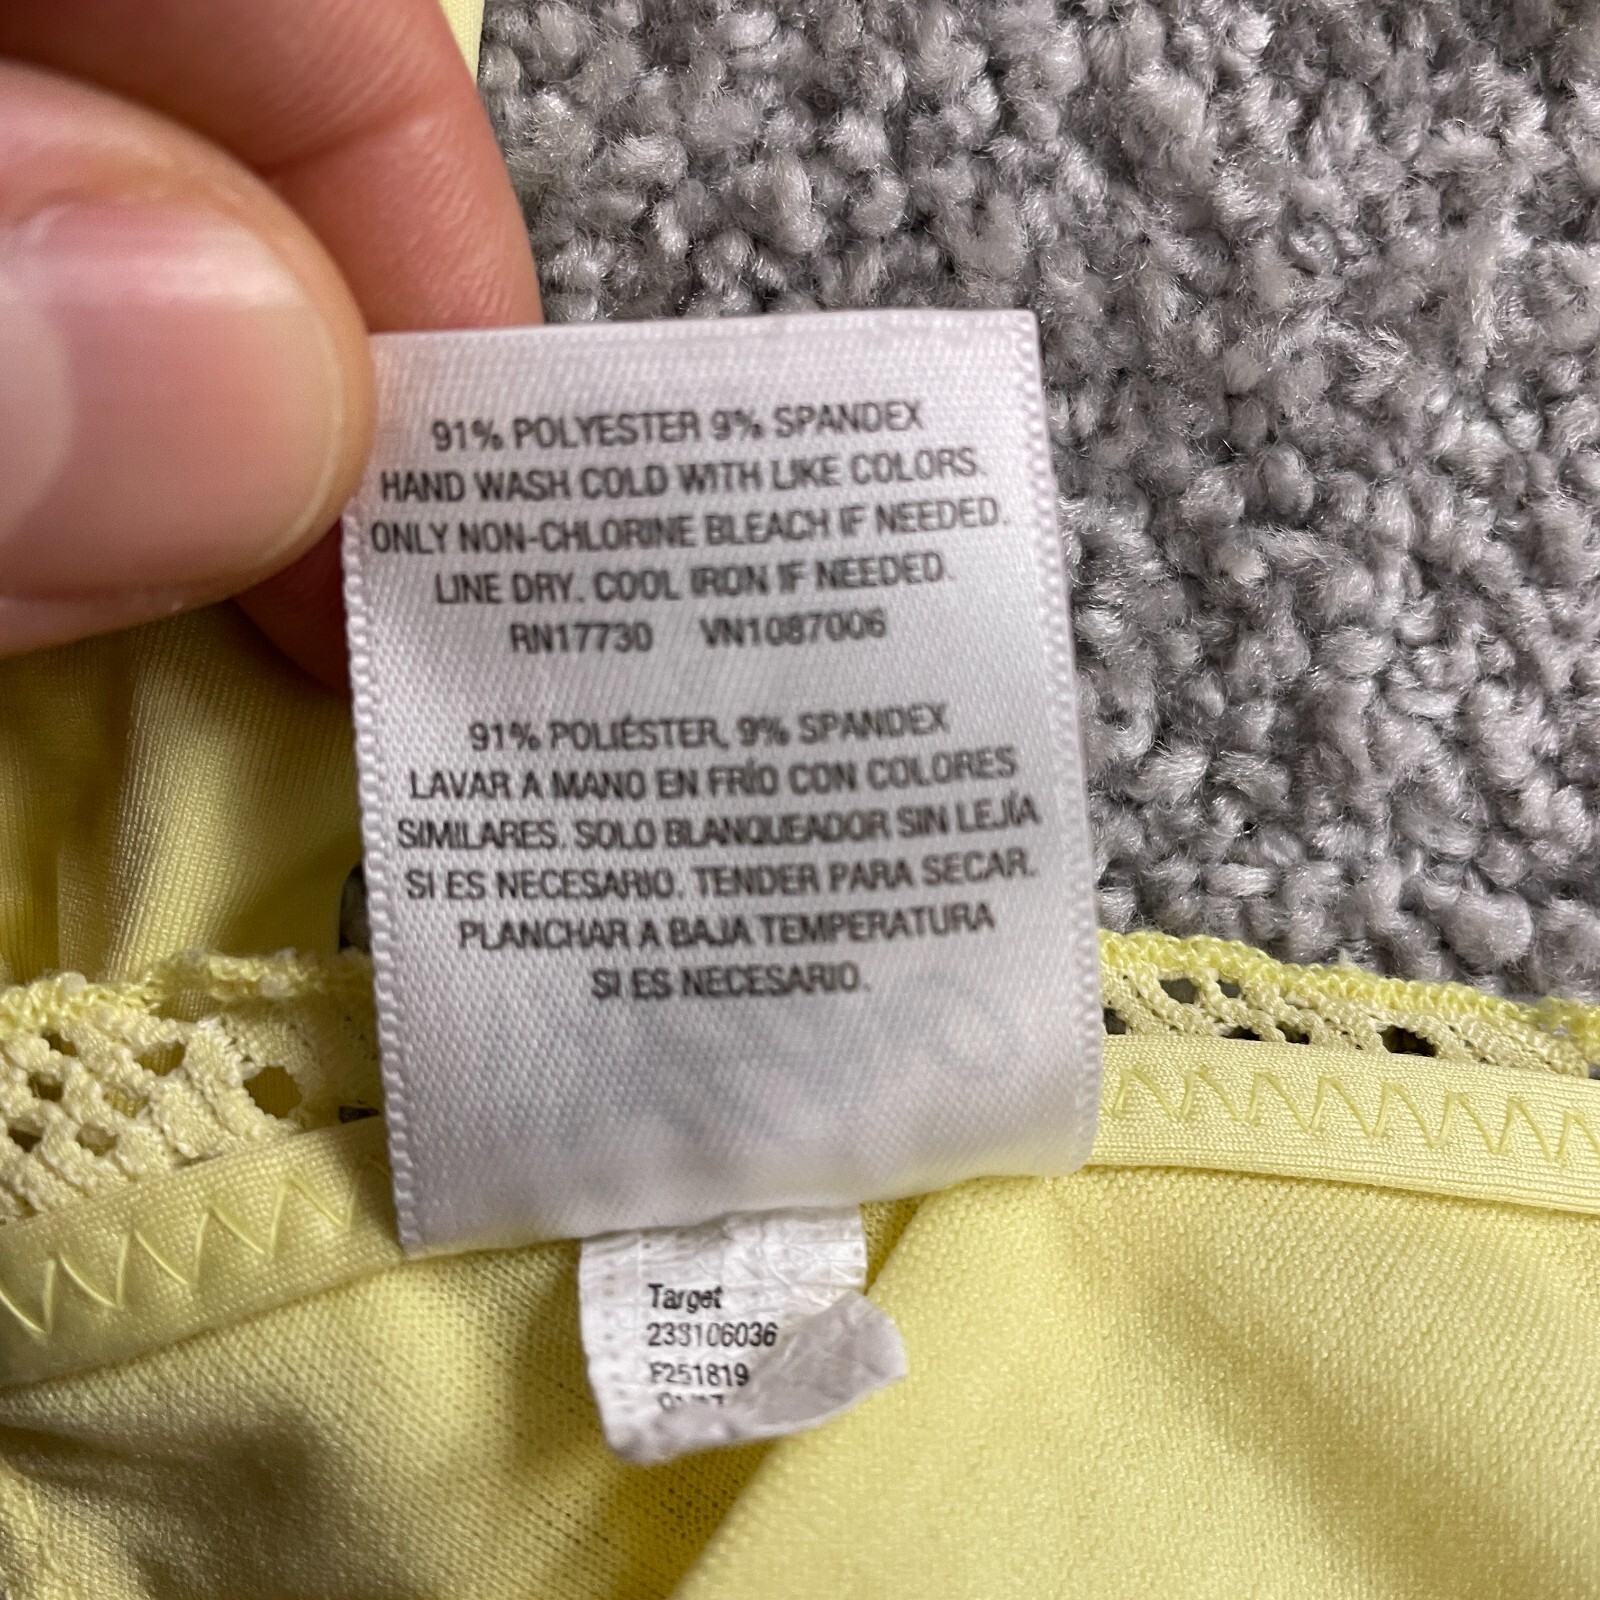 91% POLYESTER 9% SPANDEX
HAND WASH COLD WITH LIKE COLORS.
ONLY NON-CHLORINE BLEACH IF NEEDED.
LINE DRY. COOL IRON IF NEEDED.
RN17730 VN1087006
91% POLIÉSTER, 9% SPANDEX
LAVAR A MANO EN FRÍO CON COLORES
SIMILARES. SOLO BLANQUEADOR SIN LEJÍA
SI ES NECESARIO. TENDER PARA SECAR.
PLANCHAR A BAJA TEMPERATURA
SI ES NECESARIO.
Target
233106036
F251819